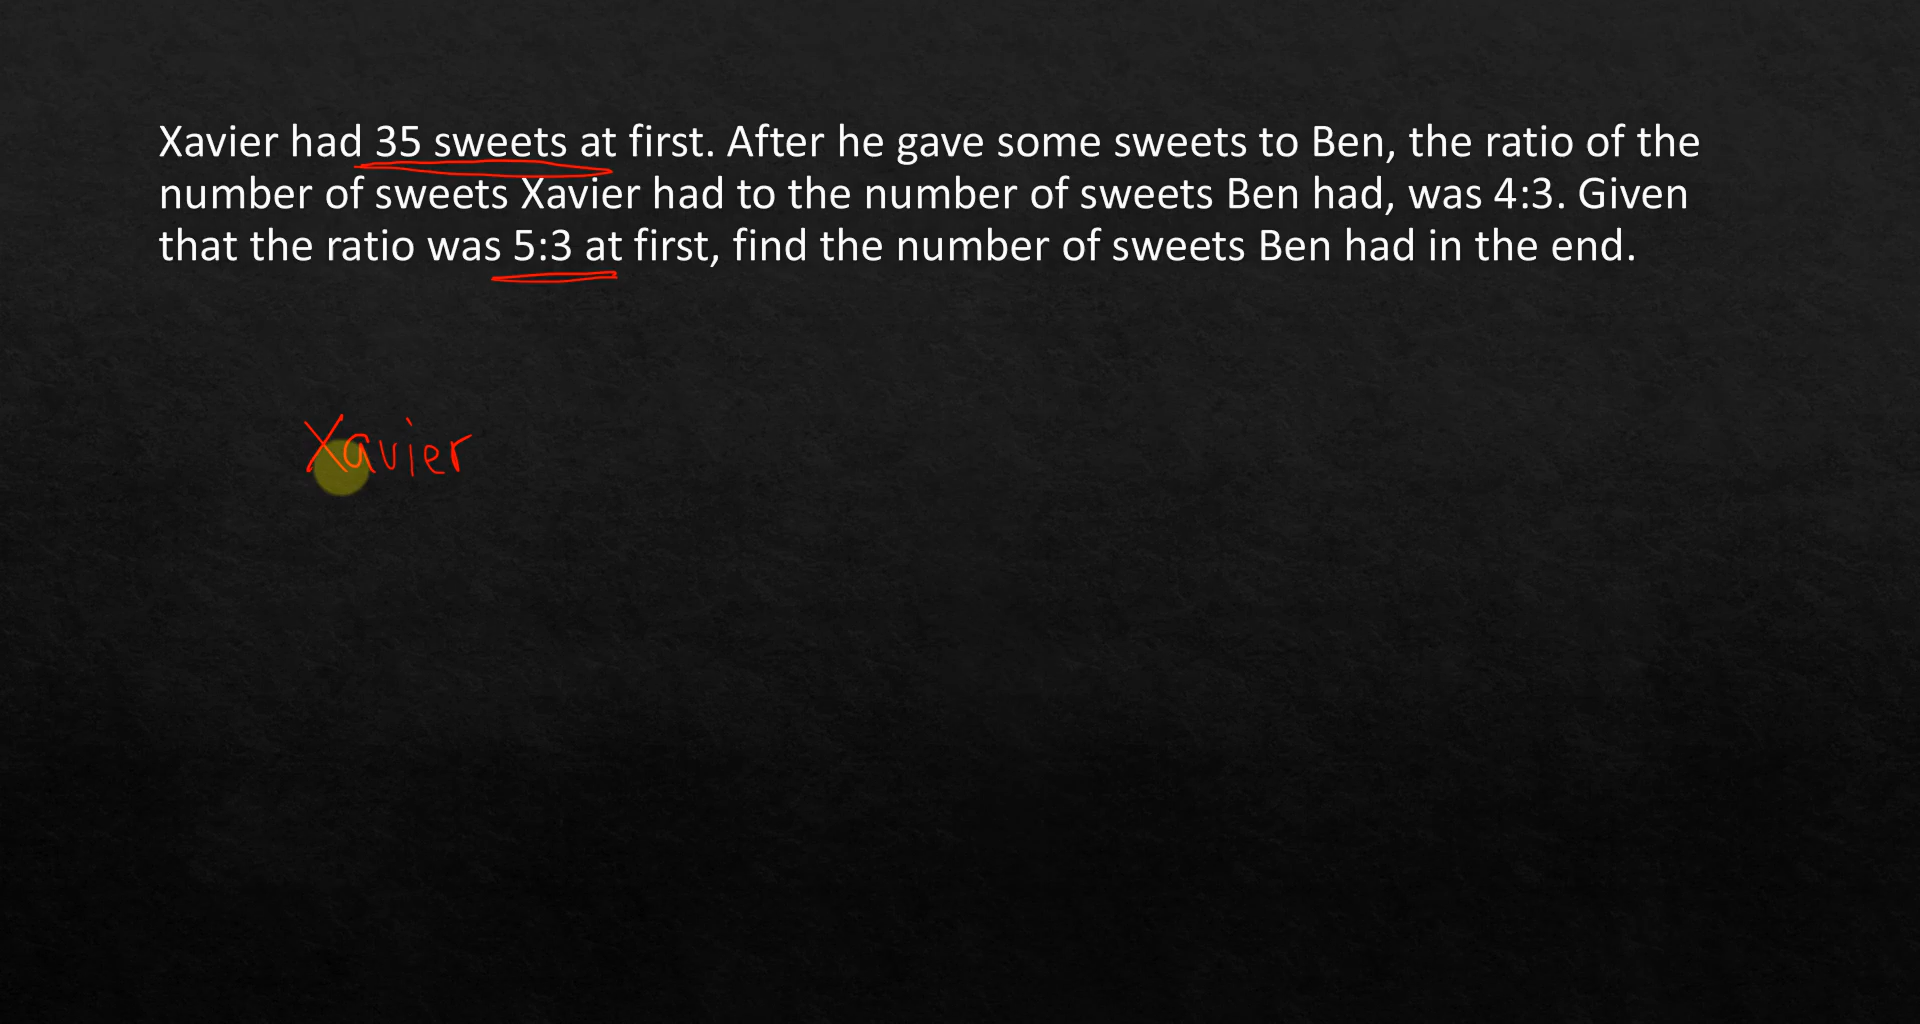 Xavier had 35 sweets at first. After he gave some sweets to Ben, the ratio of the
number of sweets Xavier had to the number of sweets Ben had, was 4:3. Given
that the ratio was 5:3 at first, find the number of sweets Ben had in the end.
Xavier